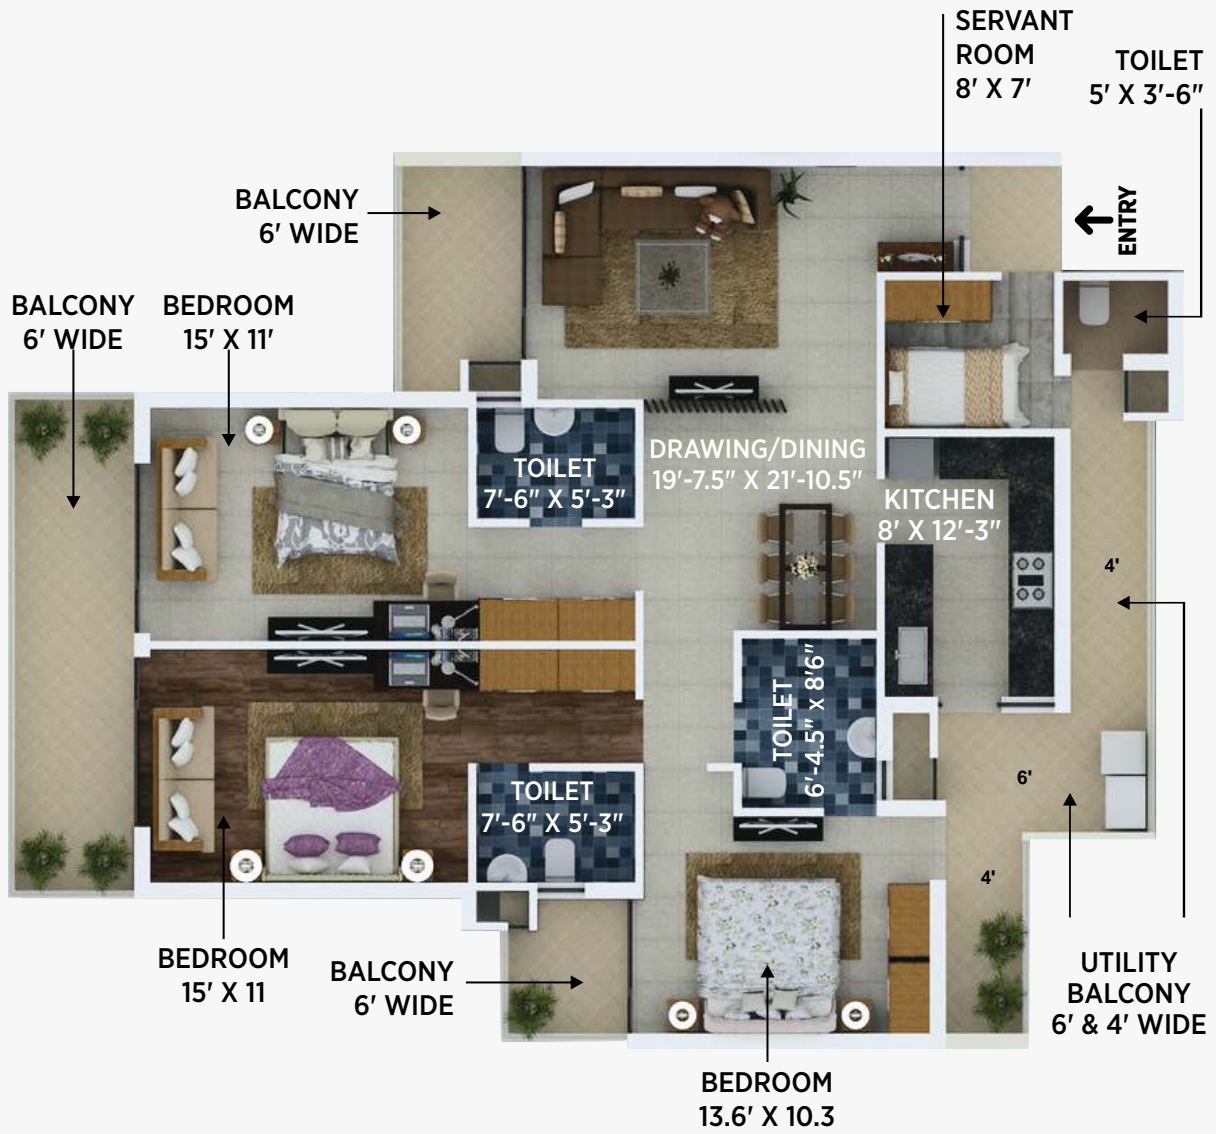 SERVANT
ROOM
8' X 7'
TOILET
5' X 3'-6"
BALCONY
6' WIDE
ENTRY
BALCONY
6' WIDE
BEDROOM
15' X 11'
DRAWING/DINING
19'-7.5" X 21'-10.5"
TOILET
7'-6" X 5'-3"
KITCHEN
8' X 12'-3"
4'
TOILET
6'-4.5" x 8'6"
6'
TOILET
7'-6" X 5'-3"
4'
BEDROOM
15' X 11
BALCONY
6' WIDE
UTILITY
BALCONY
6' & 4' WIDE
BEDROOM
13.6' X 10.3